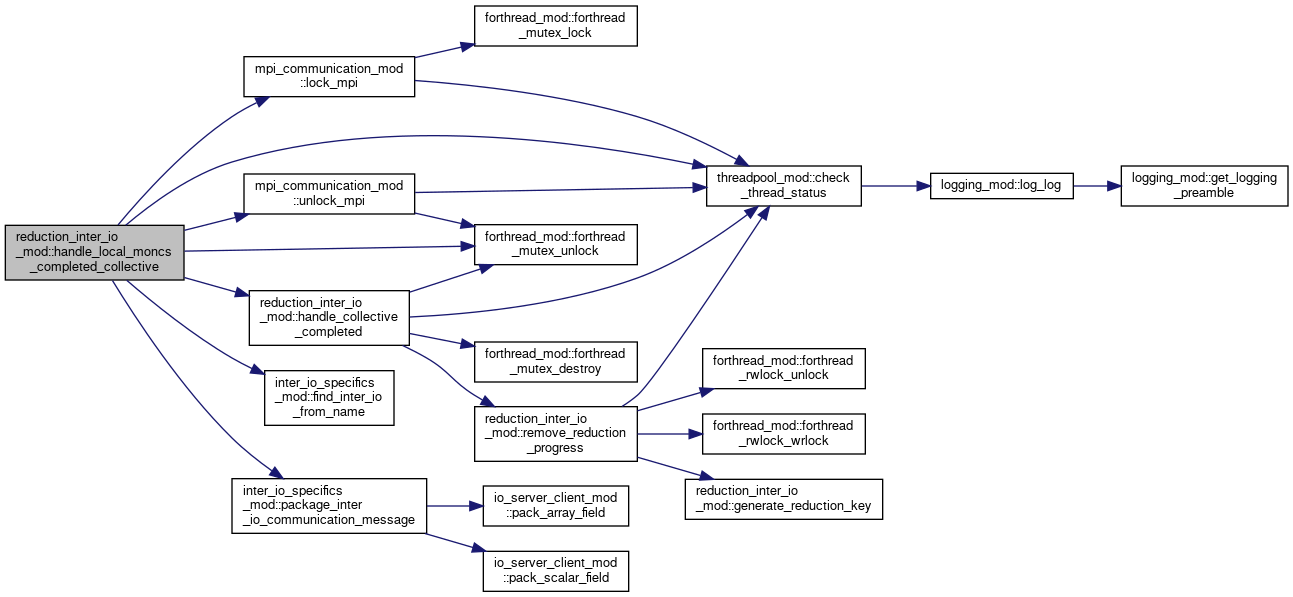 forthread_mod::forthread
_mutex_lock
mpi_communication_mod
::lock_mpi
threadpool_mod::check
_thread_status
logging_mod::log_log
logging_mod::get_logging
_preamble
mpi_communication_mod
::unlock_mpi
reduction_inter_io
_mod::handle_local_moncs
_completed_collective
forthread_mod::forthread
_mutex_unlock
reduction_inter_io
_mod::handle_collective
_completed
forthread_mod::forthread
_mutex_destroy
forthread_mod::forthread
_rwlock_unlock
inter_io_specifics
_mod::find_inter_io
_from_name
reduction_inter_io
_mod::remove_reduction
_progress
forthread_mod::forthread
_rwlock_wrlock
inter_io_specifics
_mod::package_inter
_io_communication_message
io_server_client_mod
::pack_array_field
reduction_inter_io
_mod::generate_reduction_key
io_server_client_mod
::pack_scalar_field